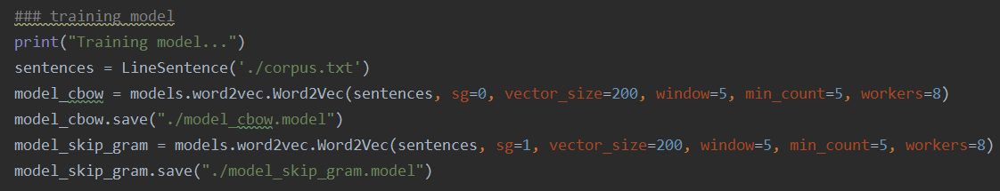 ### training model
print("Training model...")
sentences = LineSentence('./corpus.txt')
model_cbow = models.word2vec.Word2Vec(sentences, sg=0, vector_size=200, window=5, min_count=5, workers=8)
model_cbow.save("./model_cbow.model")
model_skip_gram = models.word2vec.Word2Vec(sentences, sg=1, vector_size=200, window=5, min_count=5, workers=8)
model_skip_gram.save("./model_skip_gram.model")